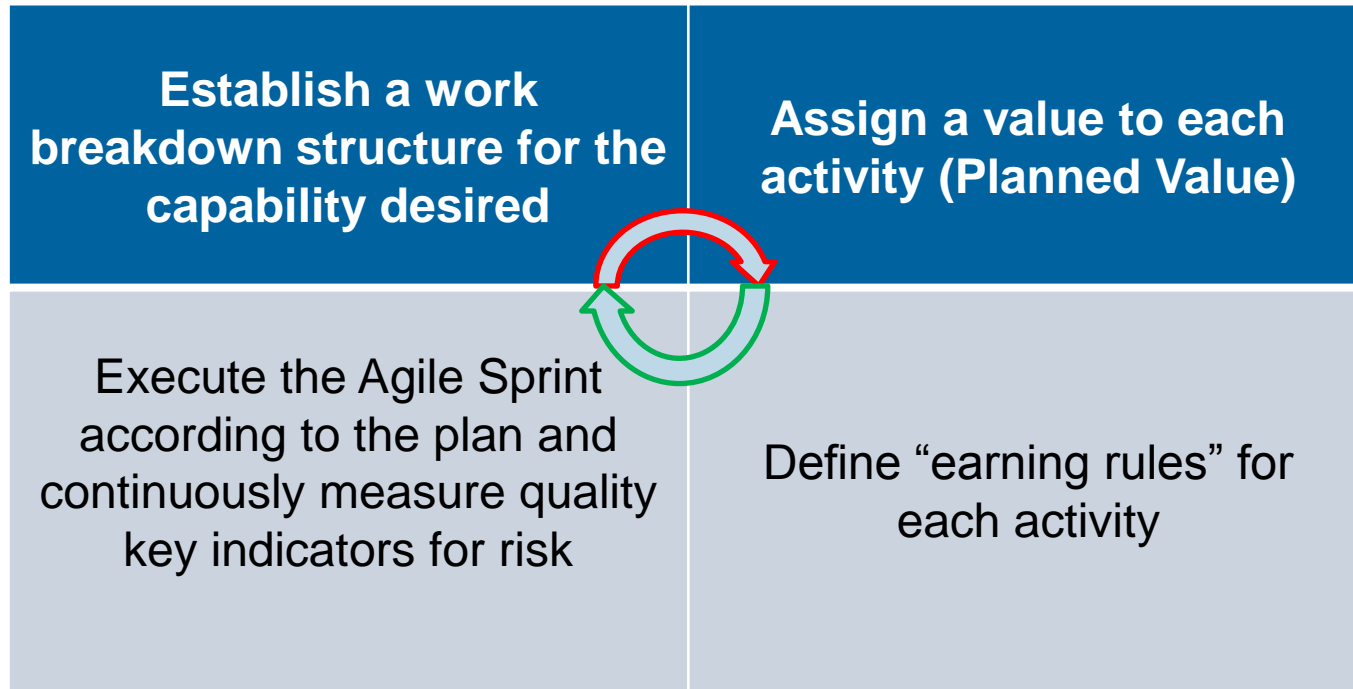 Establish a work
breakdown structure for the
capability desired
Assign a value to each
activity (Planned Value)
Execute the Agile Sprint
according to the plan and
continuously measure quality
key indicators for risk
Define “earning rules” for
each activity